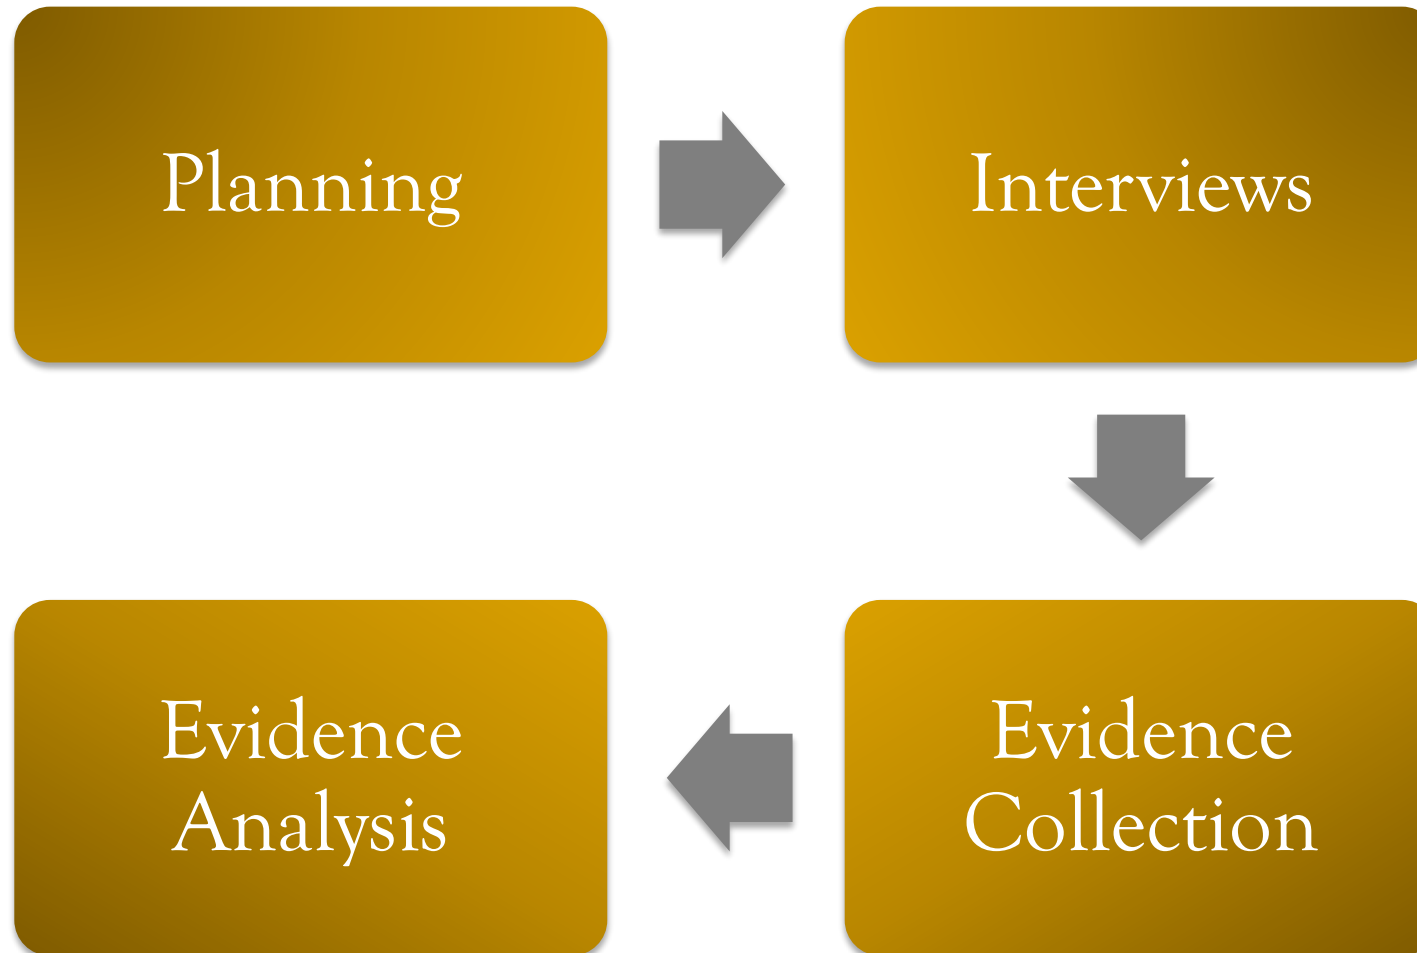 Planning
Interviews
Evidence
Collection
Evidence
Analysis